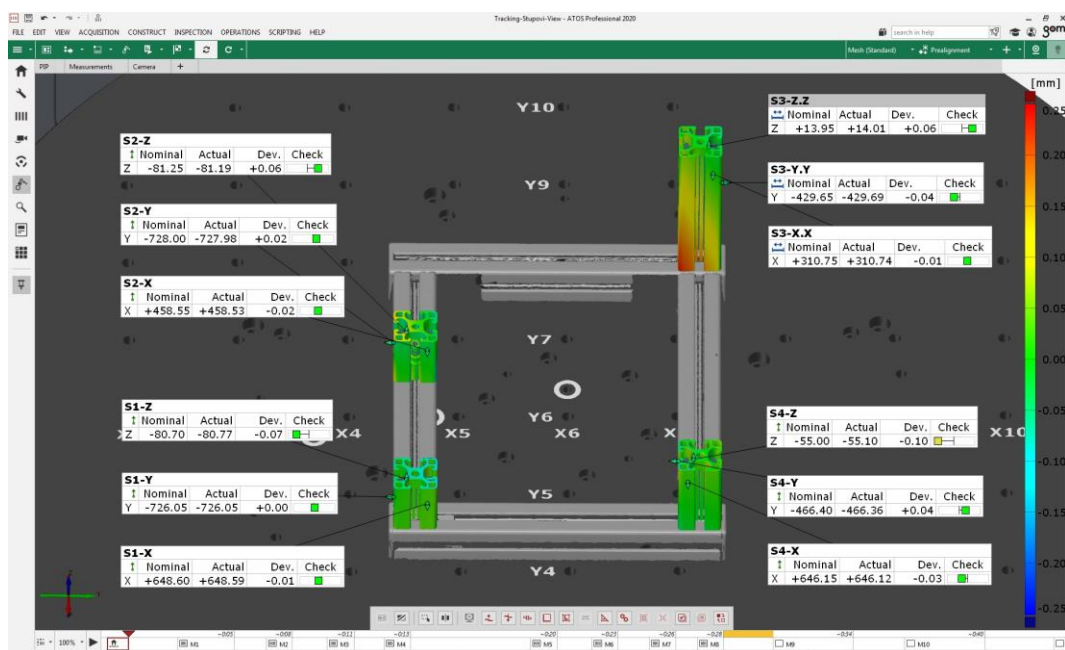 Tracking-Stupovi-View - ATOS Professional 2020
FILE EDIT VIEW ACQUISITION CONSTRUCT INSPECTION OPERATIONS SCRIPTING HELP
search in help
gom
Mesh (Standard) Prealignment
PIP Measurements Camera +
[mm]
Y10
S3-Z.Z
Nominal Actual Dev. Check
Z +13.95 +14.01 +0.06
S2-Z
Nominal Actual Dev. Check
Z -81.25 -81.19 +0.06
Y9
S3-Y.Y
Nominal Actual Dev. Check
Y -429.65 -429.69 -0.04
S2-Y
Nominal Actual Dev. Check
Y -728.00 -727.98 +0.02
S3-X.X
Nominal Actual Dev. Check
X +310.75 +310.74 -0.01
S2-X
Nominal Actual Dev. Check
X +458.55 +458.53 -0.02
Y7
S1-Z
Nominal Actual Dev. Check
Z -80.70 -80.77 -0.07
S4-Z
Nominal Actual Dev. Check
Z -55.00 -55.10 -0.10
Y6
X4 X5 X6 X X10
S1-Y
Nominal Actual Dev. Check
Y -726.05 -726.05 +0.00
S4-Y
Nominal Actual Dev. Check
Y -466.40 -466.36 +0.04
Y5
S1-X
Nominal Actual Dev. Check
X +648.60 +648.59 -0.01
S4-X
Nominal Actual Dev. Check
X +646.15 +646.12 -0.03
Y4
0.25
0.20
0.15
0.10
0.05
0.00
-0.05
-0.10
-0.15
-0.20
-0.25
100%
M1 M2 M3 M4 M5 M6 M7 M8 M9 M10